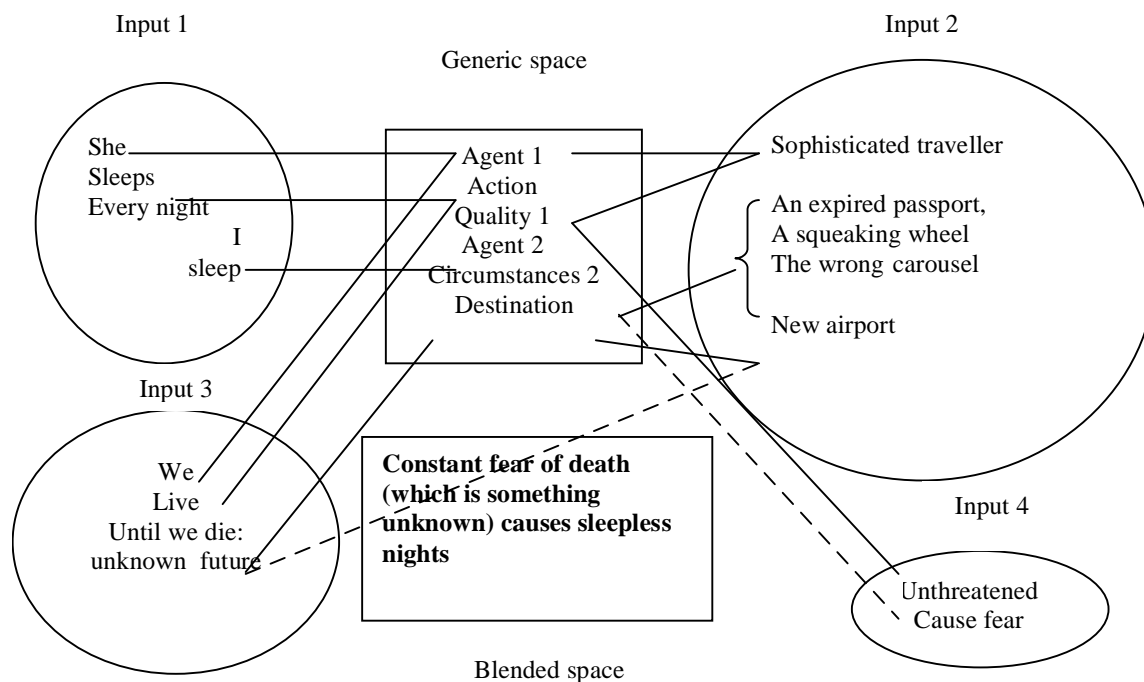 Input 1
Input 2
Generic space
She
Sleeps
Every night
I
sleep
Agent 1
Action
Quality 1
Agent 2
Circumstances 2
Destination
Sophisticated traveller
An expired passport,
A squeaking wheel
The wrong carousel
New airport
Input 3
We
Live
Until we die:
unknown future
Constant fear of death
(which is something
unknown) causes sleepless
nights
Input 4
Unthreatened
Cause fear
Blended space